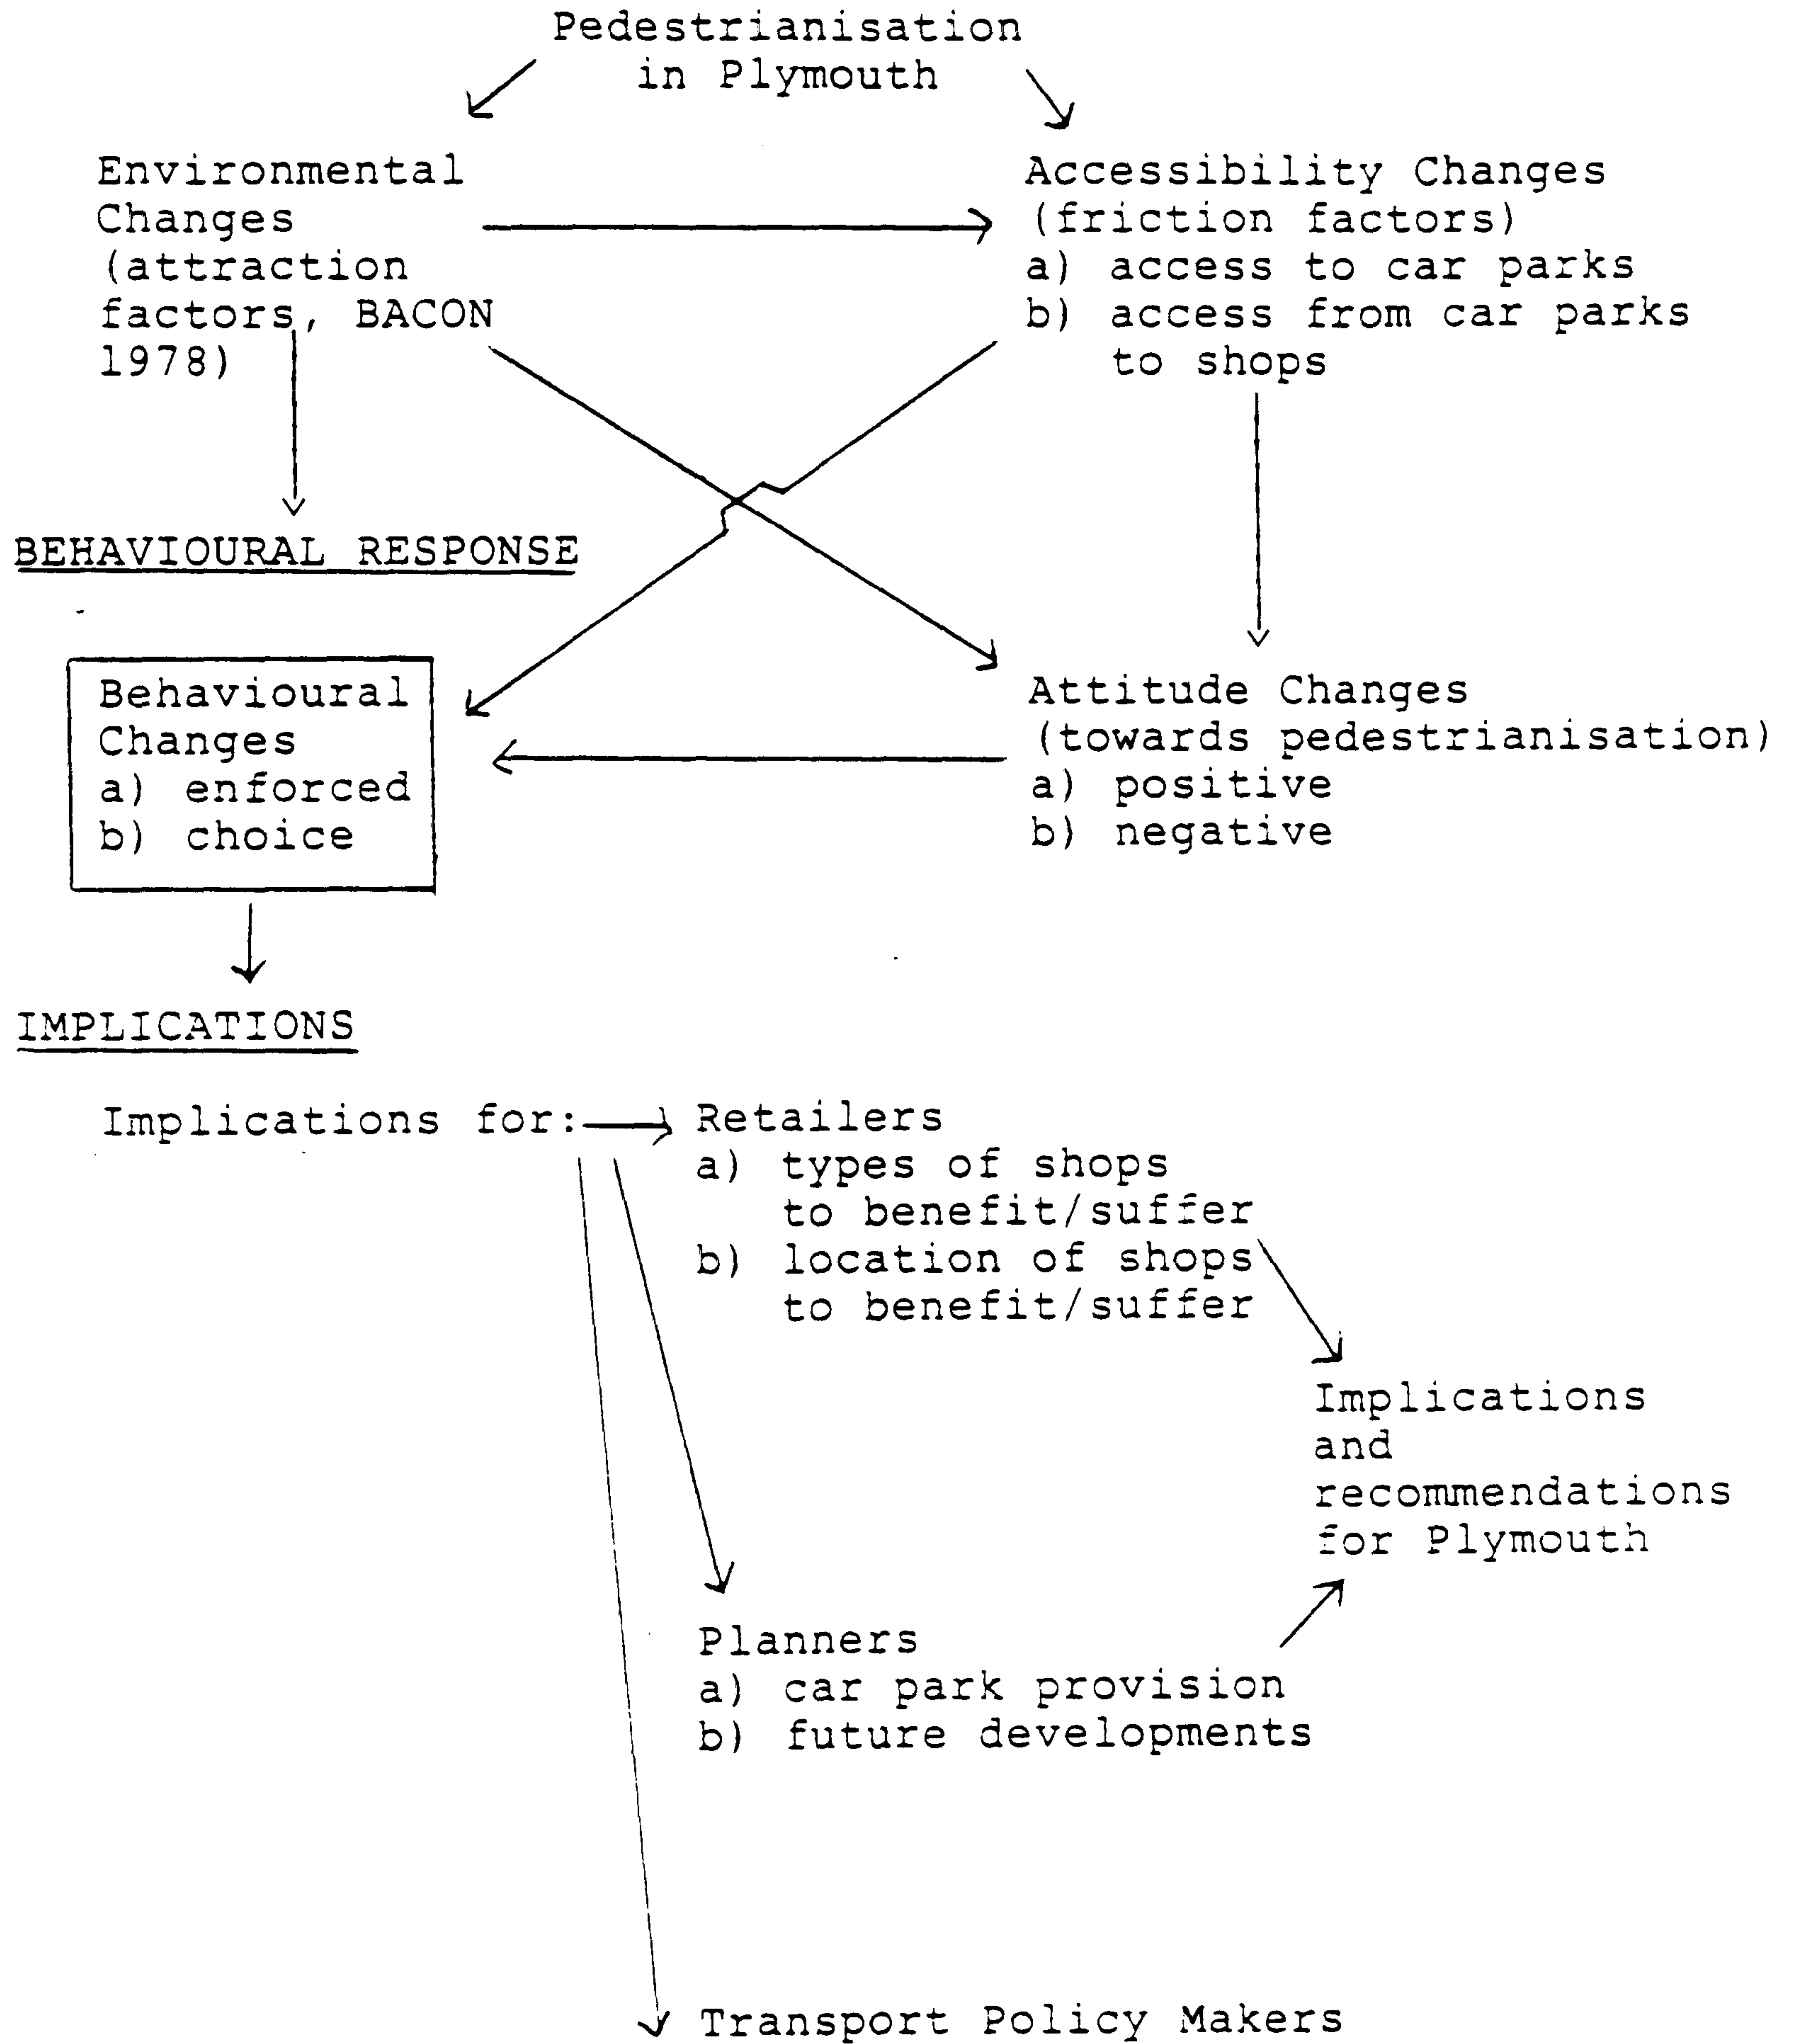 Pedestrianisation
in Plymouth
Environmental
Changes
(attraction
factors, BACON
1978)
Accessibility Changes
(friction factors)
a) access to car parks
b) access from car parks
to shops
BEHAVIOURAL RESPONSE
Behavioural
Changes
a) enforced
b) choice
Attitude Changes
(towards pedestrianisation)
a) positive
b) negative
IMPLICATIONS
Implications for:
Retailers
a) types of shops
to benefit/suffer
b) location of shops
to benefit/suffer
Implications
and
recommendations
for Plymouth
Planners
a) car park provision
b) future developments
Transport Policy Makers